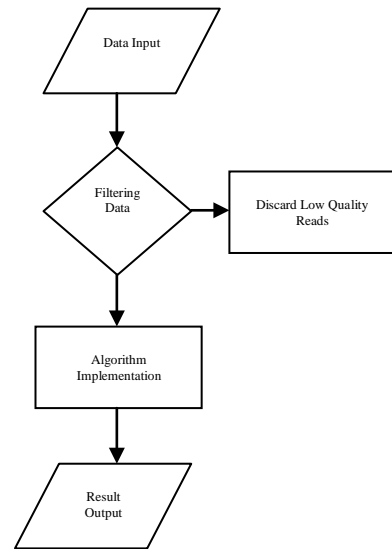 Data Input
Filtering
Data
Discard Low Quality
Reads
Algorithm
Implementation
Result
Output